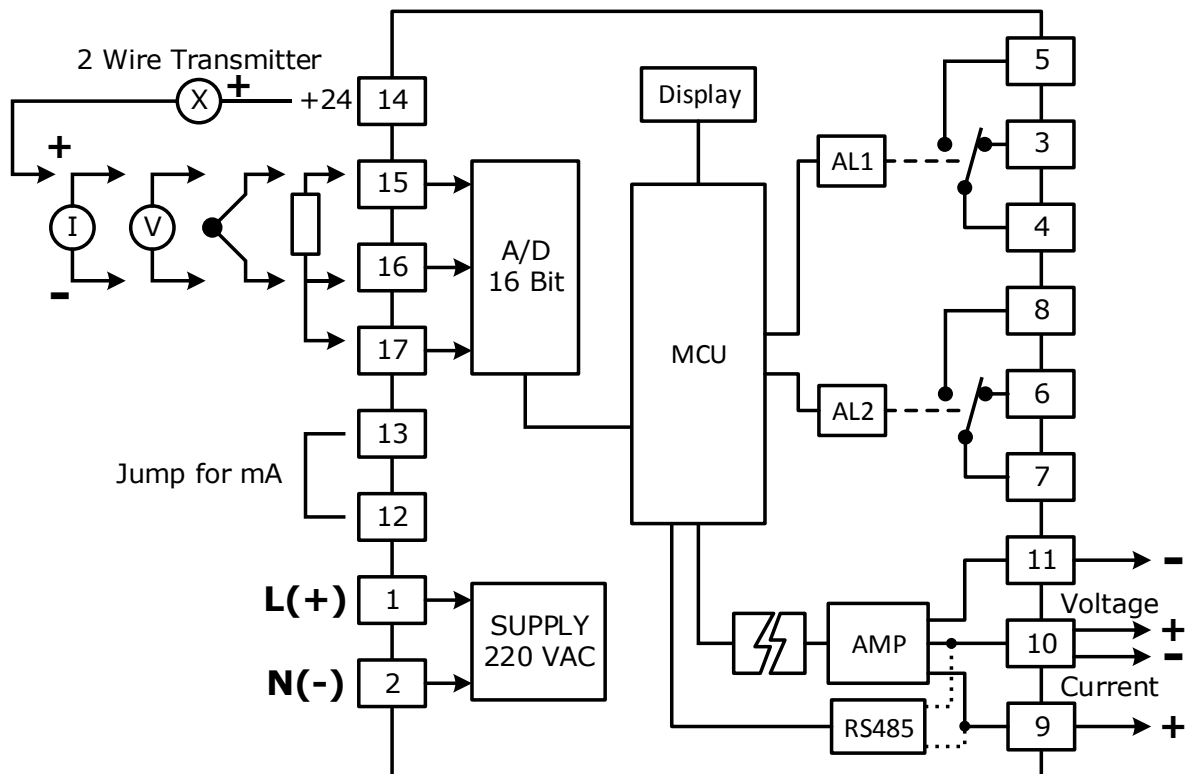 2 Wire Transmitter
X
+
+24
14
+
I
-
V
15
16
17
A/D
16 Bit
Display
MCU
AL1
AL2
5
3
4
8
6
7
13
Jump for mA
12
L(+)
1
N(-)
2
SUPPLY
220 VAC
AMP
RS485
11
-
Voltage
10
+
-
Current
9
+